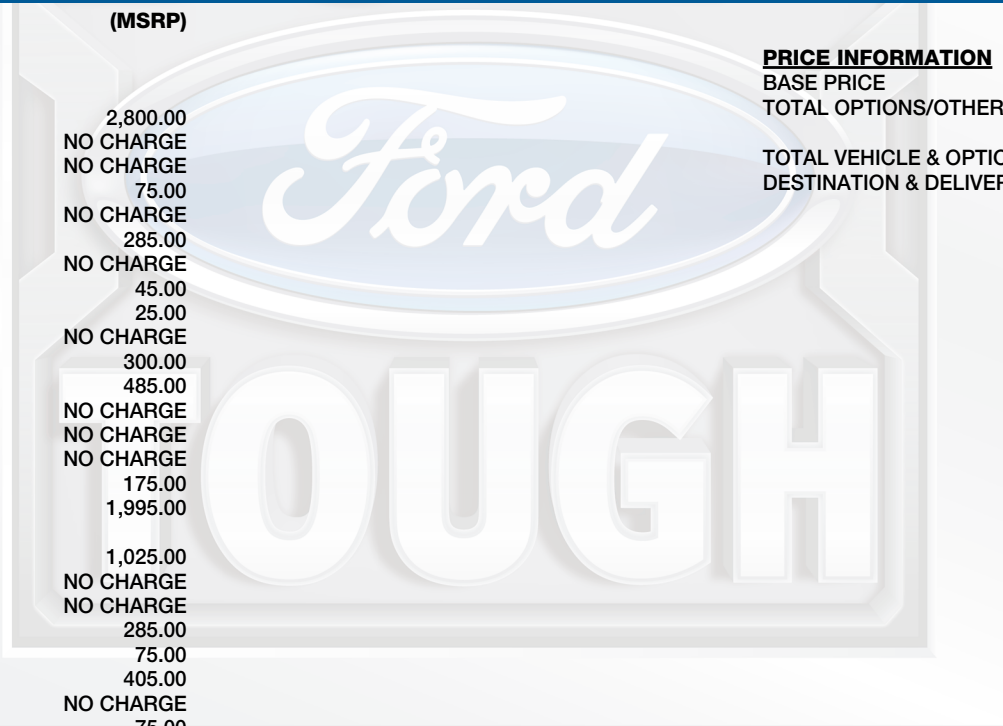 (MSRP)
2,800.00
NO CHARGE
NO CHARGE
75.00
NO CHARGE
285.00
NO CHARGE
45.00
25.00
NO CHARGE
300.00
485.00
NO CHARGE
NO CHARGE
NO CHARGE
175.00
1,995.00
1,025.00
NO CHARGE
NO CHARGE
285.00
75.00
405.00
NO CHARGE
75.00
Ford
TOUGH
PRICE INFORMATION
BASE PRICE
TOTAL OPTIONS/OTHER
TOTAL VEHICLE & OPTIO
DESTINATION & DELIVER